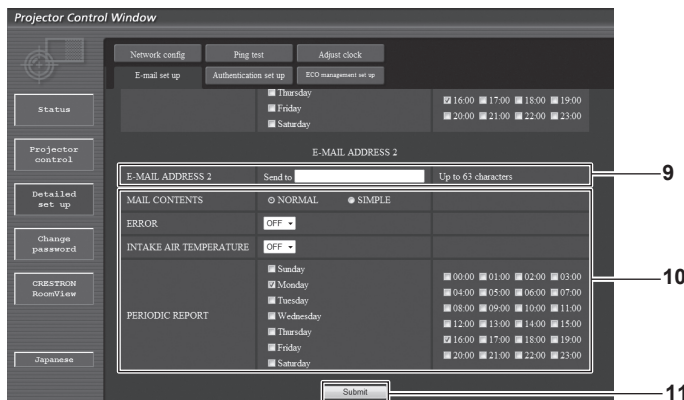 Projector Control Window
Network config Ping test Adjust clock
E-mail set up Authentication set up ECO management set up
Status
Projector control
Detailed set up
Change password
CRESTRON RoomView
Japanese
Thursday
Friday 16:00 17:00 18:00 19:00
Saturday 20:00 21:00 22:00 23:00
E-MAIL ADDRESS 2
E-MAIL ADDRESS 2 Send to Up to 63 characters 9
MAIL CONTENTS NORMAL SIMPLE
ERROR OFF
INTAKE AIR TEMPERATURE OFF
PERIODIC REPORT
Sunday
Monday
Tuesday
Wednesday
Thursday
Friday
Saturday
00:00 01:00 02:00 03:00
04:00 05:00 06:00 07:00
08:00 09:00 10:00 11:00
12:00 13:00 14:00 15:00
16:00 17:00 18:00 19:00
20:00 21:00 22:00 23:00
10
Submit 11